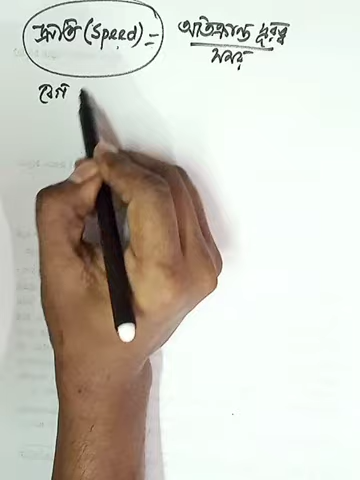 দ্রুতি (Speed) = অতিক্রান্ত দূরত্ব
সময়
বেগ